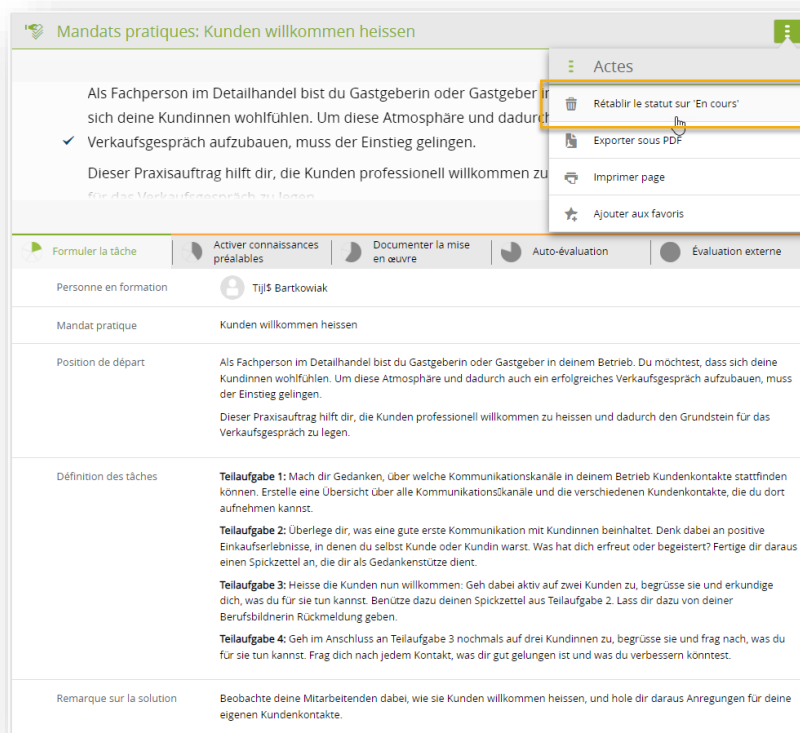 Mandats pratiques: Kunden willkommen heissen
Actes
Rétablir le statut sur 'En cours'
Exporter sous PDF
Imprimer page
Ajouter aux favoris
Als Fachperson im Detailhandel bist du Gastgeberin oder Gastgeber
sich deine Kundinnen wohlfühlen. Um diese Atmosphäre und dadurch
Verkaufsgespräch aufzubauen, muss der Einstieg gelingen.
Dieser Praxisauftrag hilft dir, die Kunden professionell willkommen zu
für das Verkaufsgespräch zu legen.
Formuler la tâche
Activer connaissances
préalables
Documenter la mise
en œuvre
Auto-évaluation
Évaluation externe
Personne en formation
Tijl$ Bartkowiak
Mandat pratique
Kunden willkommen heissen
Position de départ
Als Fachperson im Detailhandel bist du Gastgeberin oder Gastgeber in deinem Betrieb. Du möchtest, dass sich deine
Kundinnen wohlfühlen. Um diese Atmosphäre und dadurch auch ein erfolgreiches Verkaufsgespräch aufzubauen, muss
der Einstieg gelingen.
Dieser Praxisauftrag hilft dir, die Kunden professionell willkommen zu heissen und dadurch den Grundstein für das
Verkaufsgespräch zu legen.
Définition des tâches
Teilaufgabe 1: Mach dir Gedanken, über welche Kommunikationskanäle in deinem Betrieb Kundenkontakte stattfinden
können. Erstelle eine Übersicht über alle Kommunikations▯kanäle und die verschiedenen Kundenkontakte, die du dort
aufnehmen kannst.
Teilaufgabe 2: Überlege dir, was eine gute erste Kommunikation mit Kundinnen beinhaltet. Denk dabei an positive
Einkaufserlebnisse, in denen du selbst Kunde oder Kundin warst. Was hat dich erfreut oder begeistert? Fertige dir daraus
einen Spickzettel an, die dir als Gedankenstütze dient.
Teilaufgabe 3: Heisse die Kunden nun willkommen: Geh dabei aktiv auf zwei Kunden zu, begrüsse sie und erkundige
dich, was du für sie tun kannst. Benütze dazu deinen Spickzettel aus Teilaufgabe 2. Lass dir dazu von deiner
Berufsbildnerin Rückmeldung geben.
Teilaufgabe 4: Geh im Anschluss an Teilaufgabe 3 nochmals auf drei Kundinnen zu, begrüsse sie und frag nach, was du
für sie tun kannst. Frag dich nach jedem Kontakt, was dir gut gelungen ist und was du verbessern könntest.
Remarque sur la solution
Beobachte deine Mitarbeitenden dabei, wie sie Kunden willkommen heissen, und hole dir daraus Anregungen für deine
eigenen Kundenkontakte.